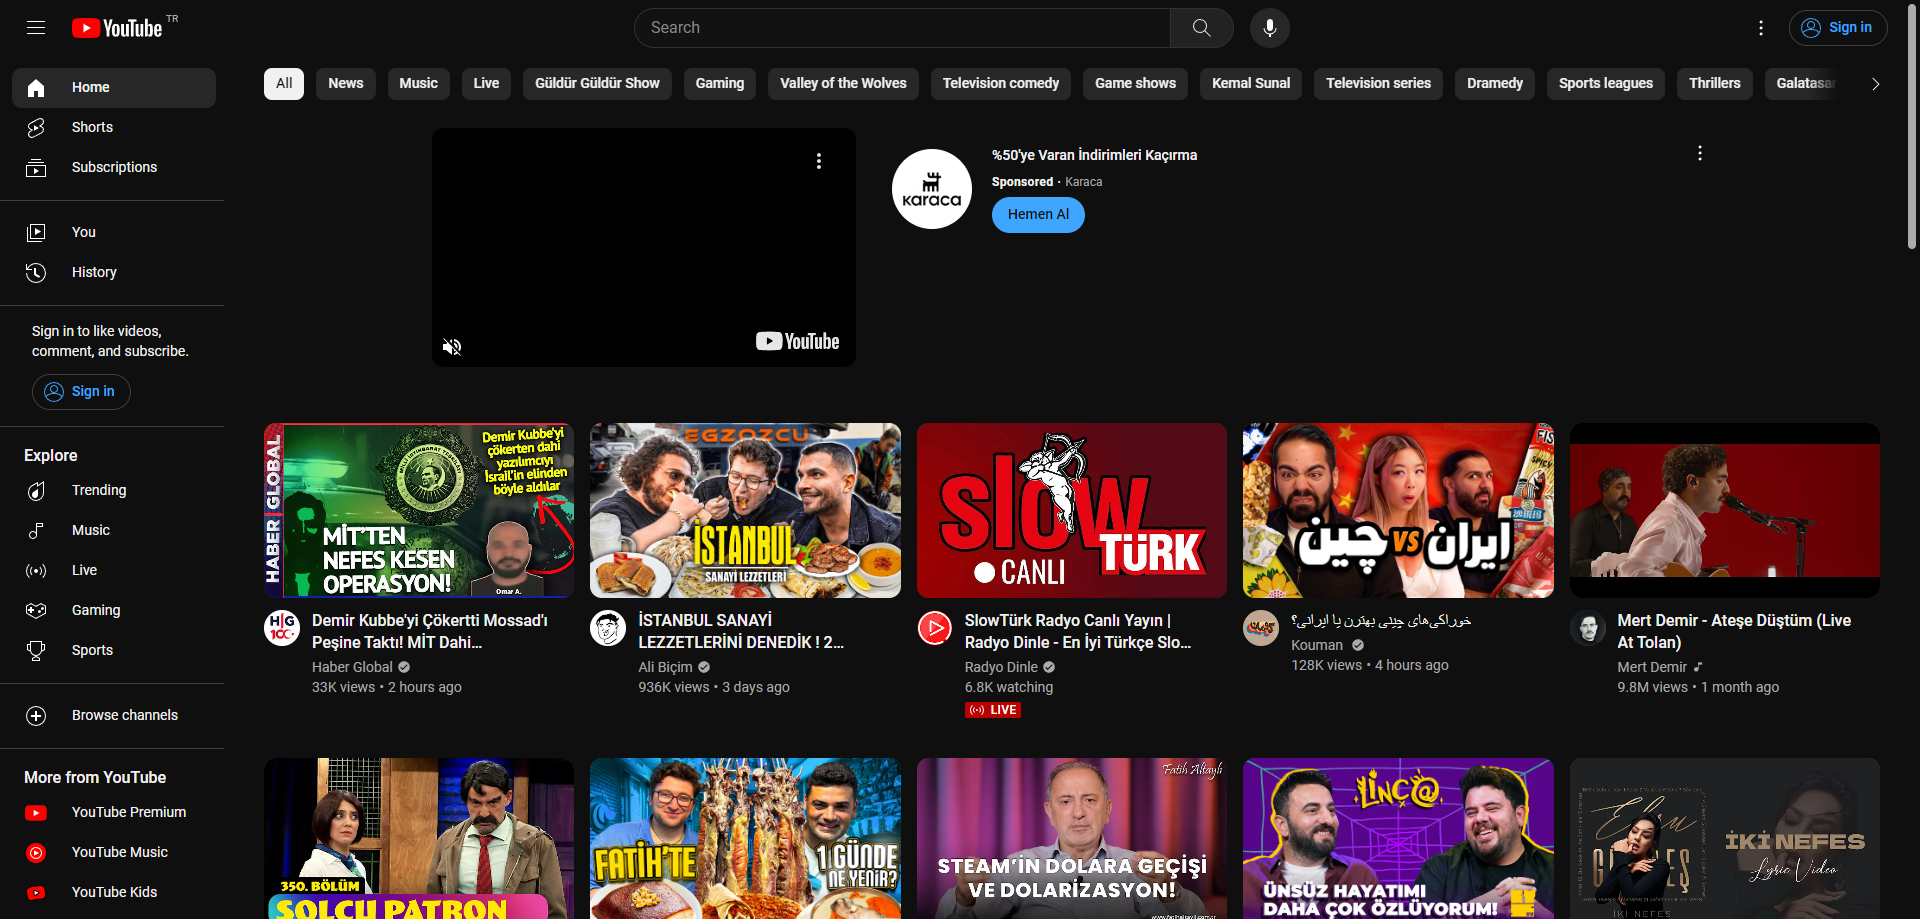 YouTube TR
Search
Sign in
Home
Shorts
Subscriptions
You
History
Sign in to like videos,
comment, and subscribe.
Sign in
Explore
Trending
Music
Live
Gaming
Sports
Browse channels
More from YouTube
YouTube Premium
YouTube Music
YouTube Kids
All
News
Music
Live
Güldür Güldür Show
Gaming
Valley of the Wolves
Television comedy
Game shows
Kemal Sunal
Television series
Dramedy
Sports leagues
Thrillers
Galatasar
YouTube
karaca
%50'ye Varan İndirimleri Kaçırma
Sponsored · Karaca
Hemen Al
HABER GLOBAL
Demir Kubbe'yi
çökerten dahi
yazılımcıyı
İsrail'in elinden
böyle aldılar
MİT'TEN
NEFES KESEN
OPERASYON!
Omar A.
Demir Kubbe'yi Çökertti Mossad'ı
Peşine Taktı! MİT Dahi...
Haber Global
33K views • 2 hours ago
EGZOZCU
İSTANBUL
SANAYİ LEZZETLERİ
İSTANBUL SANAYİ
LEZZETLERİNİ DENEDİK ! 2...
Ali Biçim
936K views • 3 days ago
slow
TÜRK
CANLI
SlowTürk Radyo Canlı Yayın |
Radyo Dinle - En İyi Türkçe Slo...
Radyo Dinle
6.8K watching
LIVE
ایران vs چین
خوراکی‌های چینی بهترن یا ایرانی؟
Kouman
128K views • 4 hours ago
Mert Demir - Ateşe Düştüm (Live
At Tolan)
Mert Demir
9.8M views • 1 month ago
350. BÖLÜM
SOLCU PATRON
FATİH'TE
1 GÜNDE
NE YENİR?
Fatih Altaylı
STEAM'İN DOLARA GEÇİŞİ
VE DOLARİZASYON!
www.fatihaltayli.com.tr
LİNÇ@
ÜNSÜZ HAYATIMI
DAHA ÇOK ÖZLÜYORUM!
Ebru
GÜNDEŞ
İKİ NEFES
İKİ NEFES
Lyric Video